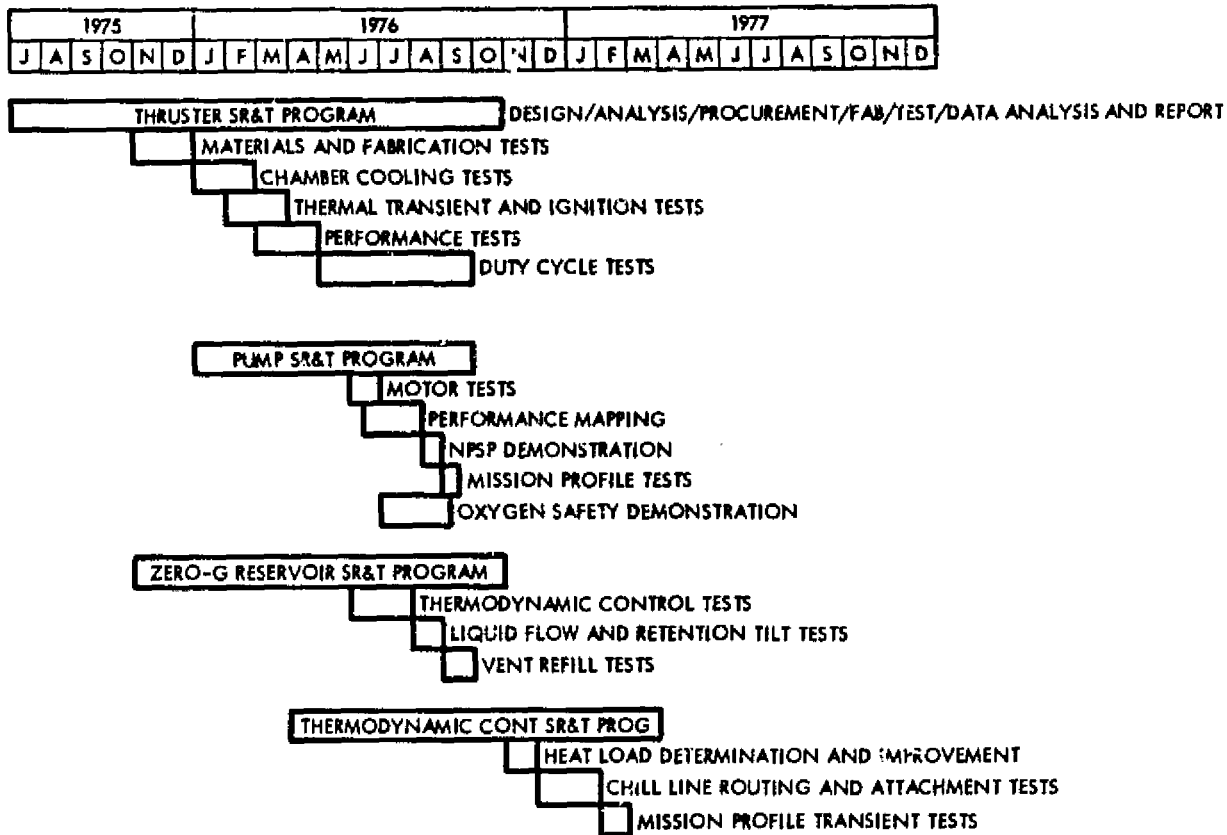 1975 1976 1977
J A S O N D J F M A M J J A S O N D J F M A M J J A S O N D
THRUSTER SR&T PROGRAM DESIGN/ANALYSIS/PROCUREMENT/FAB/TEST/DATA ANALYSIS AND REPORT
MATERIALS AND FABRICATION TESTS
CHAMBER COOLING TESTS
THERMAL TRANSIENT AND IGNITION TESTS
PERFORMANCE TESTS
DUTY CYCLE TESTS
PUMP SR&T PROGRAM
MOTOR TESTS
PERFORMANCE MAPPING
NPSP DEMONSTRATION
MISSION PROFILE TESTS
OXYGEN SAFETY DEMONSTRATION
ZERO-G RESERVOIR SR&T PROGRAM
THERMODYNAMIC CONTROL TESTS
LIQUID FLOW AND RETENTION TILT TESTS
VENT REFILL TESTS
THERMODYNAMIC CONT SR&T PROG
HEAT LOAD DETERMINATION AND IMPROVEMENT
CHILL LINE ROUTING AND ATTACHMENT TESTS
MISSION PROFILE TRANSIENT TESTS